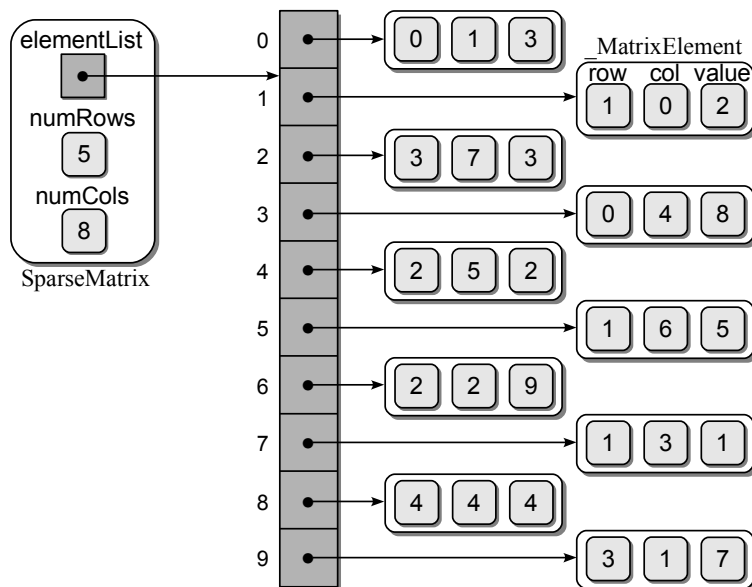 elementList
numRows
5
numCols
8
SparseMatrix
0
0 1 3
_MatrixElement
row col value
1
1 0 2
2
3 7 3
3
0 4 8
4
2 5 2
5
1 6 5
6
2 2 9
7
1 3 1
8
4 4 4
9
3 1 7